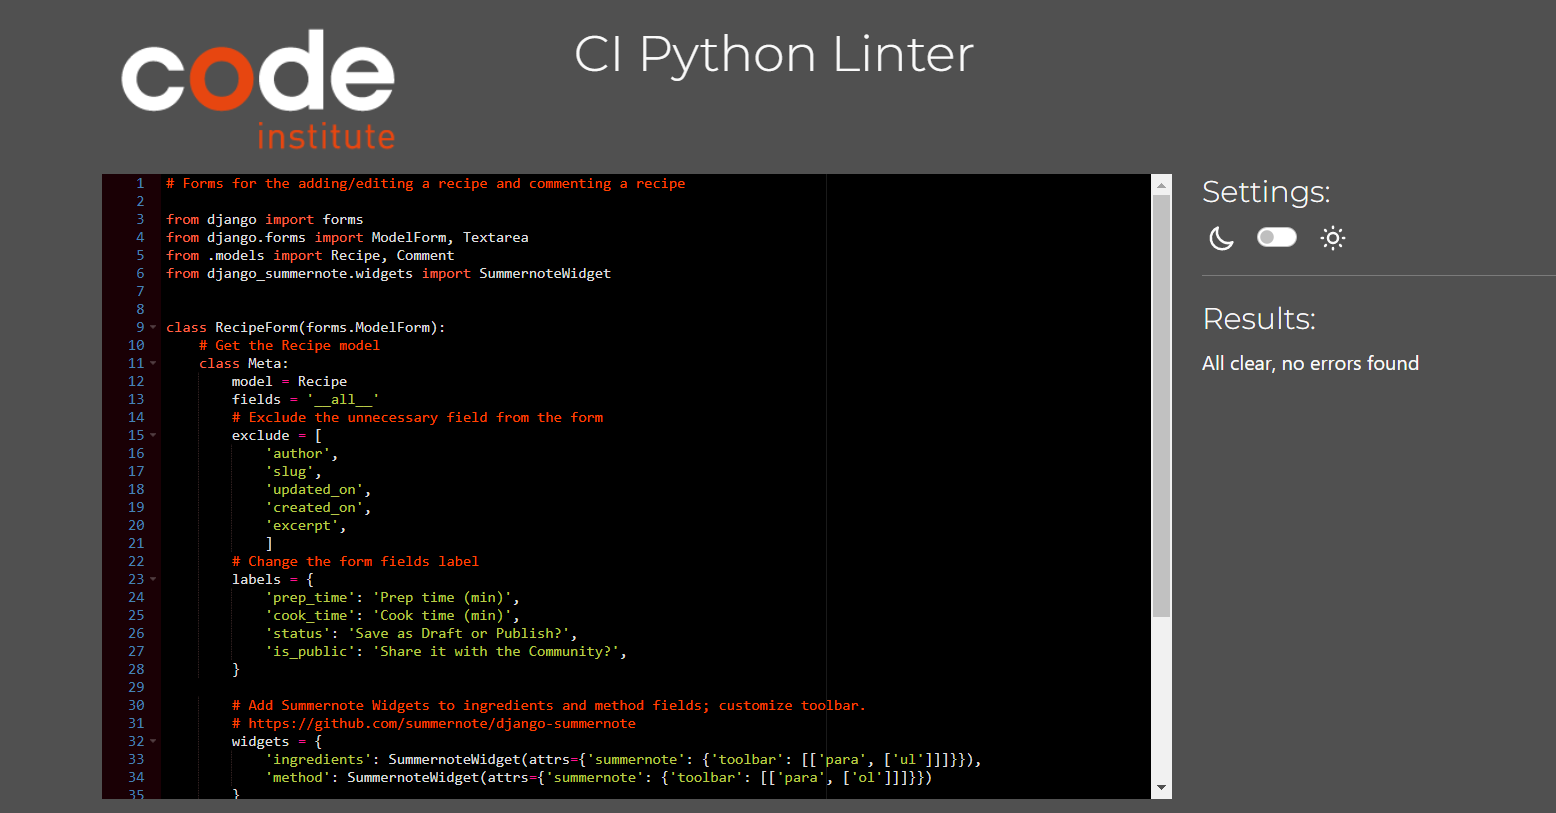 code
institute
CI Python Linter
1 # Forms for the adding/editing a recipe and commenting a recipe
2
3 from django import forms
4 from django.forms import ModelForm, Textarea
5 from .models import Recipe, Comment
6 from django_summernote.widgets import SummernoteWidget
7
8
9 class RecipeForm(forms.ModelForm):
10     # Get the Recipe model
11     class Meta:
12         model = Recipe
13         fields = '__all__'
14         # Exclude the unnecessary field from the form
15         exclude = [
16             'author',
17             'slug',
18             'updated_on',
19             'created_on',
20             'excerpt',
21             ]
22         # Change the form fields label
23         labels = {
24             'prep_time': 'Prep time (min)',
25             'cook_time': 'Cook time (min)',
26             'status': 'Save as Draft or Publish?',
27             'is_public': 'Share it with the Community?',
28         }
29
30         # Add Summernote Widgets to ingredients and method fields; customize toolbar.
31         # https://github.com/summernote/django-summernote
32         widgets = {
33             'ingredients': SummernoteWidget(attrs={'summernote': {'toolbar': [['para', ['ul']]]}}),
34             'method': SummernoteWidget(attrs={'summernote': {'toolbar': [['para', ['ol']]]}})
35         }
Settings:
Results:
All clear, no errors found